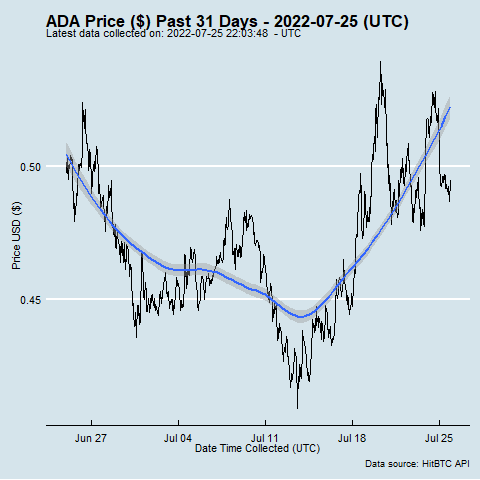 ADA Price ($) Past 31 Days - 2022-07-25 (UTC)
Latest data collected on: 2022-07-25 22:03:48 - UTC
Price USD ($)
0.50
0.45
Jun 27 Jul 04 Jul 11 Jul 18 Jul 25
Date Time Collected (UTC)
Data source: HitBTC API